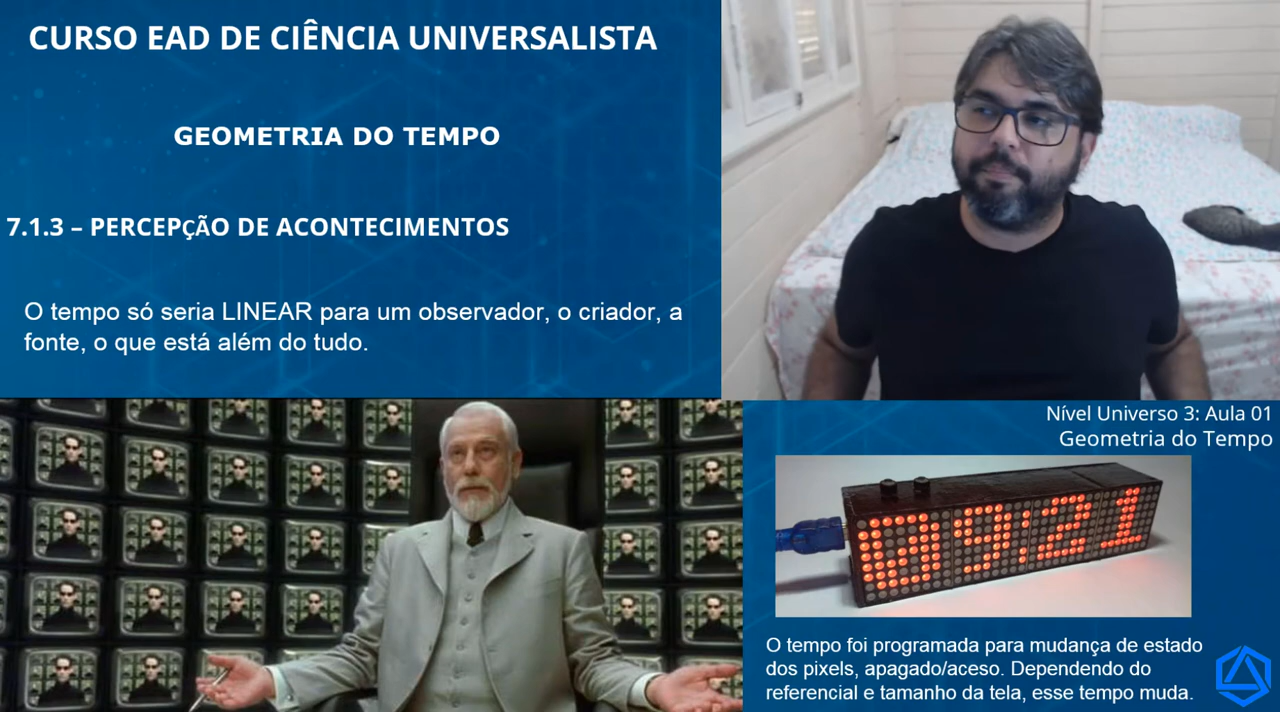 CURSO EAD DE CIÊNCIA UNIVERSALISTA
GEOMETRIA DO TEMPO
7.1.3 – PERCEPÇÃO DE ACONTECIMENTOS
O tempo só seria LINEAR para um observador, o criador, a
fonte, o que está além do tudo.
Nível Universo 3: Aula 01
Geometria do Tempo
09:21
O tempo foi programada para mudança de estado
dos pixels, apagado/aceso. Dependendo do
referencial e tamanho da tela, esse tempo muda.